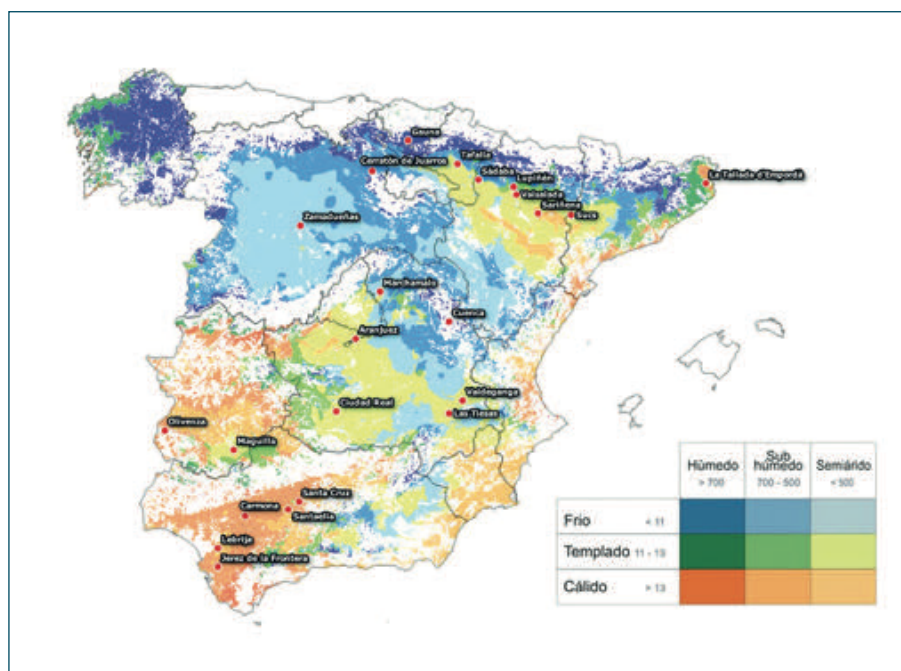 Gauna
Cerratón de Juarros
Tafalla
Sádaba
Lupiñén
Valsalada
La Tallada d'Empordà
Sariñena
Sucs
Zamadueñas
Marchamalo
Cuenca
Aranjuez
Valdeganga
Ciudad Real
Las Tiesas
Olivenza
Maguilla
Santa Cruz
Carmona
Santaella
Lebrija
Jerez de la Frontera
Húmedo Sub húmedo Semiárido
> 700 700 - 500 < 500
Frio < 11
Templado 11 - 13
Cálido > 13